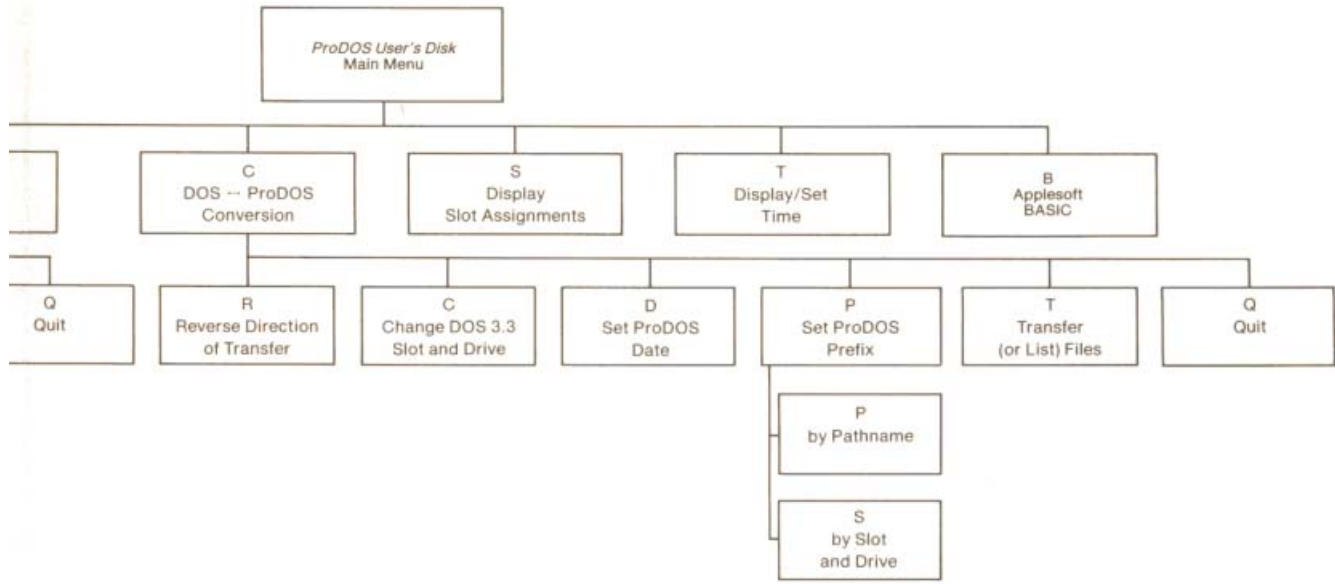 ProDOS User's Disk
Main Menu
C
DOS ↔ ProDOS
Conversion
S
Display
Slot Assignments
T
Display/Set
Time
B
Applesoft
BASIC
Q
Quit
R
Reverse Direction
of Transfer
C
Change DOS 3.3
Slot and Drive
D
Set ProDOS
Date
P
Set ProDOS
Prefix
T
Transfer
(or List) Files
Q
Quit
P
by Pathname
S
by Slot
and Drive